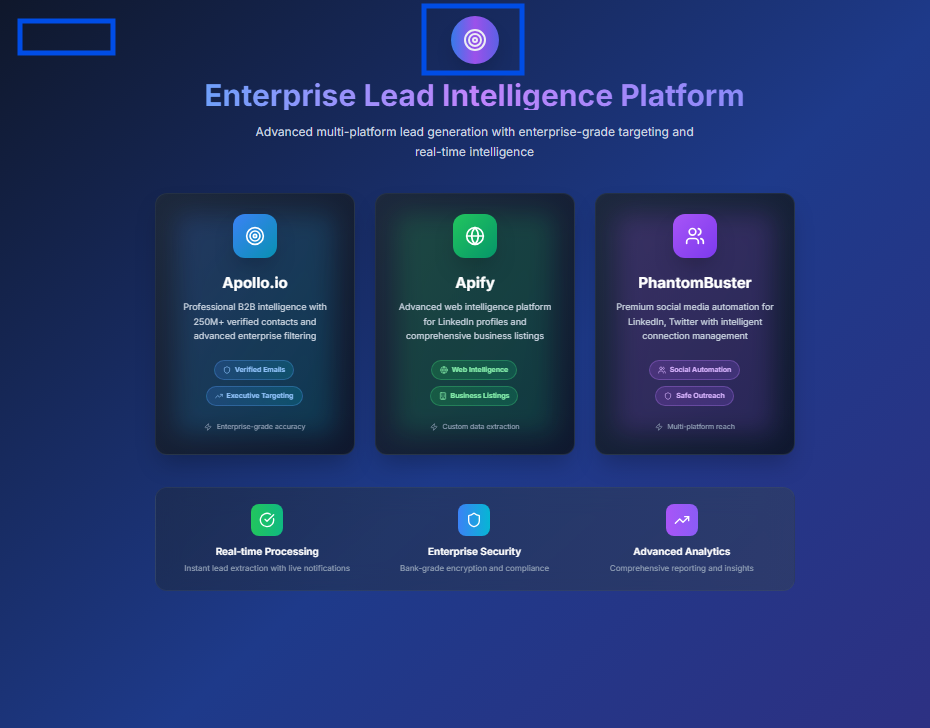 Enterprise Lead Intelligence Platform
Advanced multi-platform lead generation with enterprise-grade targeting and
real-time intelligence
Apollo.io
Professional B2B intelligence with
250M+ verified contacts and
advanced enterprise filtering
Verified Emails
Executive Targeting
Enterprise-grade accuracy
Apify
Advanced web intelligence platform
for LinkedIn profiles and
comprehensive business listings
Web Intelligence
Business Listings
Custom data extraction
PhantomBuster
Premium social media automation for
LinkedIn, Twitter with intelligent
connection management
Social Automation
Safe Outreach
Multi-platform reach
Real-time Processing
Instant lead extraction with live notifications
Enterprise Security
Bank-grade encryption and compliance
Advanced Analytics
Comprehensive reporting and insights